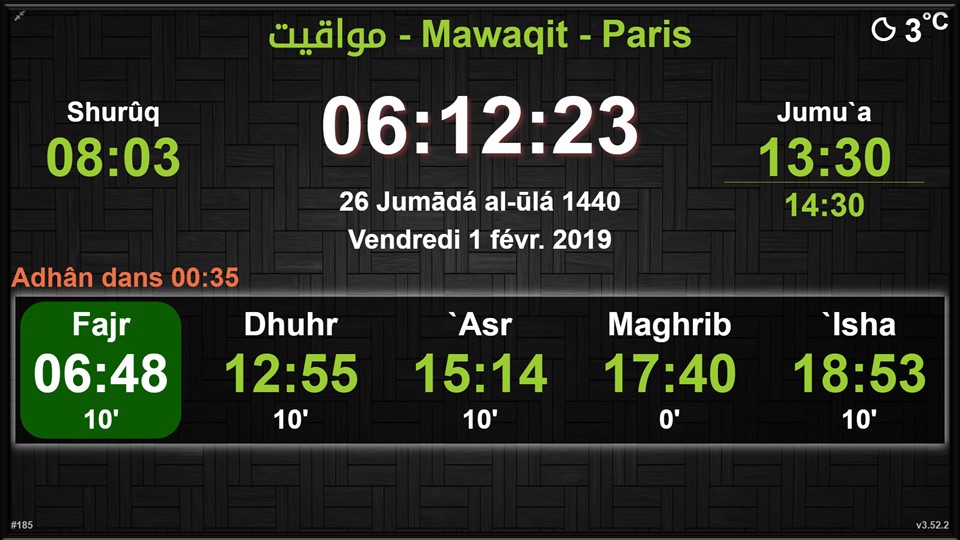 مواقيت - Mawaqit - Paris
3°C
Shurûq
08:03
06:12:23
26 Jumādá al-ūlá 1440
Vendredi 1 févr. 2019
Jumu`a
13:30
14:30
Adhân dans 00:35
Fajr
06:48
10'
Dhuhr
12:55
10'
`Asr
15:14
10'
Maghrib
17:40
0'
`Isha
18:53
10'
#185
v3.52.2